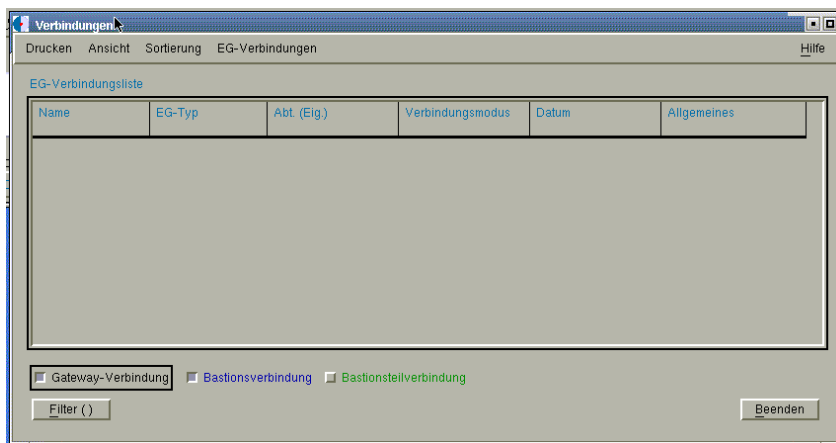 Verbindungen
Drucken Ansicht Sortierung EG-Verbindungen Hilfe
EG-Verbindungsliste
Name EG-Typ Abt. (Eig.) Verbindungsmodus Datum Allgemeines
Gateway-Verbindung Bastionsverbindung Bastionsteilverbindung
Filter ( ) Beenden